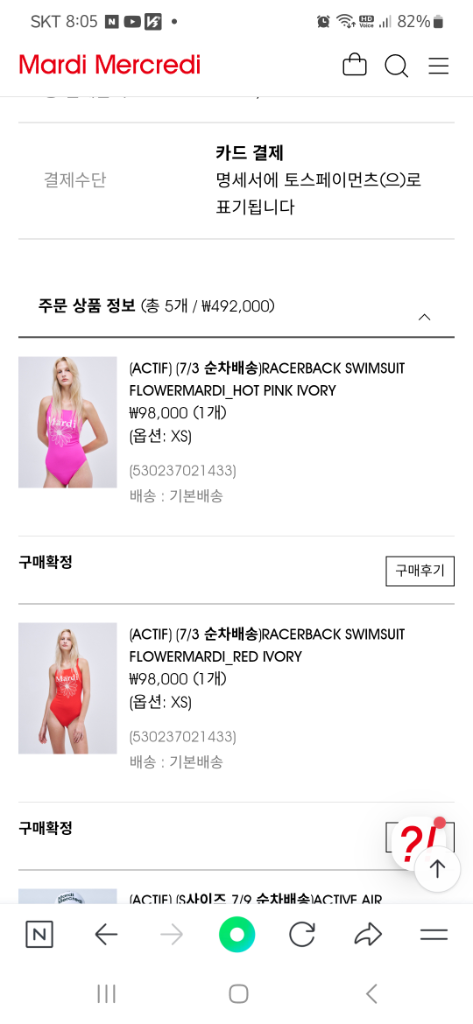 SKT 8:05
82%
Mardi Mercredi
결제수단
카드 결제
명세서에 토스페이먼츠(으)로
표기됩니다
주문 상품 정보 (총 5개 / ₩492,000)
(ACTIF) (7/3 순차배송)RACERBACK SWIMSUIT
FLOWERMARDI_HOT PINK IVORY
₩98,000 (1개)
(옵션: XS)
(530237021433)
배송 : 기본배송
Mardi
구매확정
구매후기
(ACTIF) (7/3 순차배송)RACERBACK SWIMSUIT
FLOWERMARDI_RED IVORY
₩98,000 (1개)
(옵션: XS)
(530237021433)
배송 : 기본배송
Mardi
구매확정
?!
(ACTIF) (S사이즈 7/9 순차배송)ACTIVE AIR
N